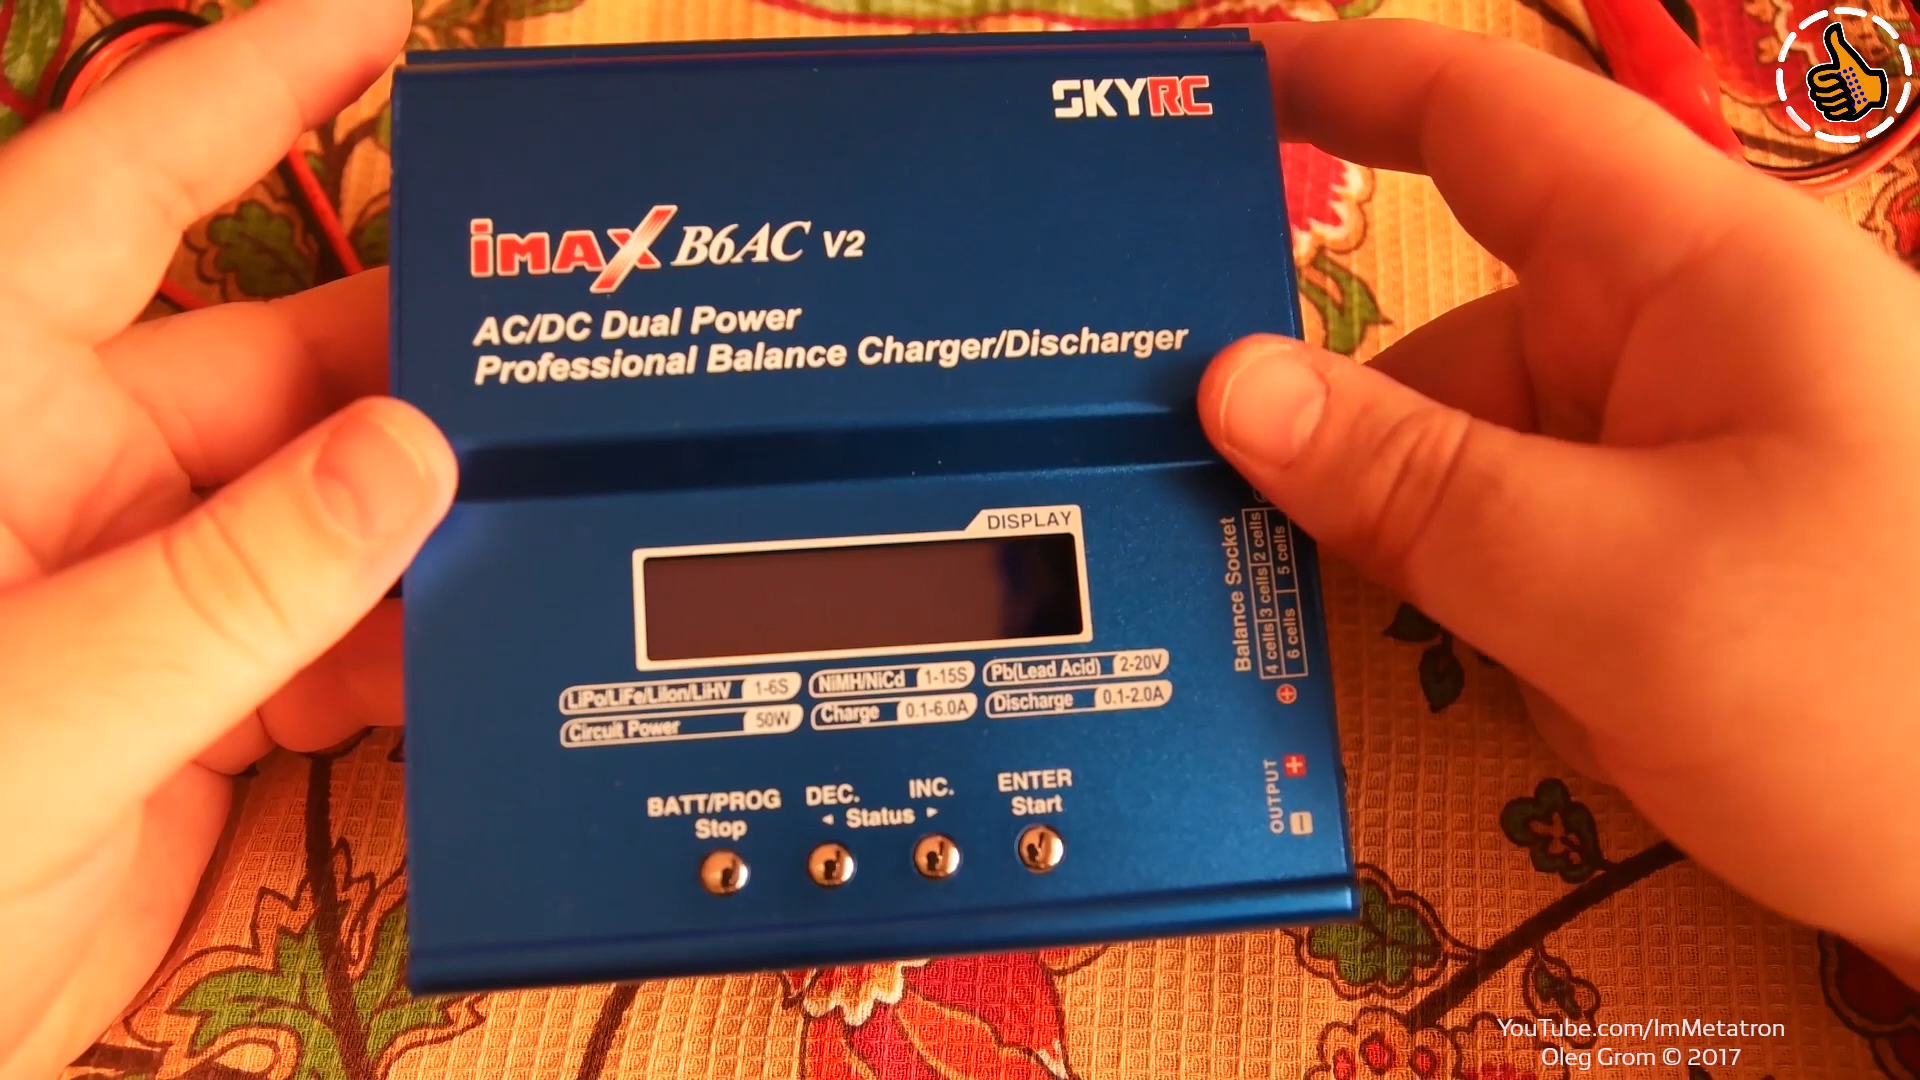 SKYRC
iMAX B6AC V2
AC/DC Dual Power
Professional Balance Charger/Discharger
DISPLAY
LiPo/LiFe/LiIon/LiHV 1-6S NiMH/NiCd 1-15S Pb(Lead Acid) 2-20V
Circuit Power 50W Charge 0.1-6.0A Discharge 0.1-2.0A
BATT/PROG
Stop
DEC. INC.
◄ Status ►
ENTER
Start
Balance Socket
4 cells 3 cells 2 cells
6 cells 5 cells
OUTPUT
YouTube.com/ImMetatron
Oleg Grom © 2017